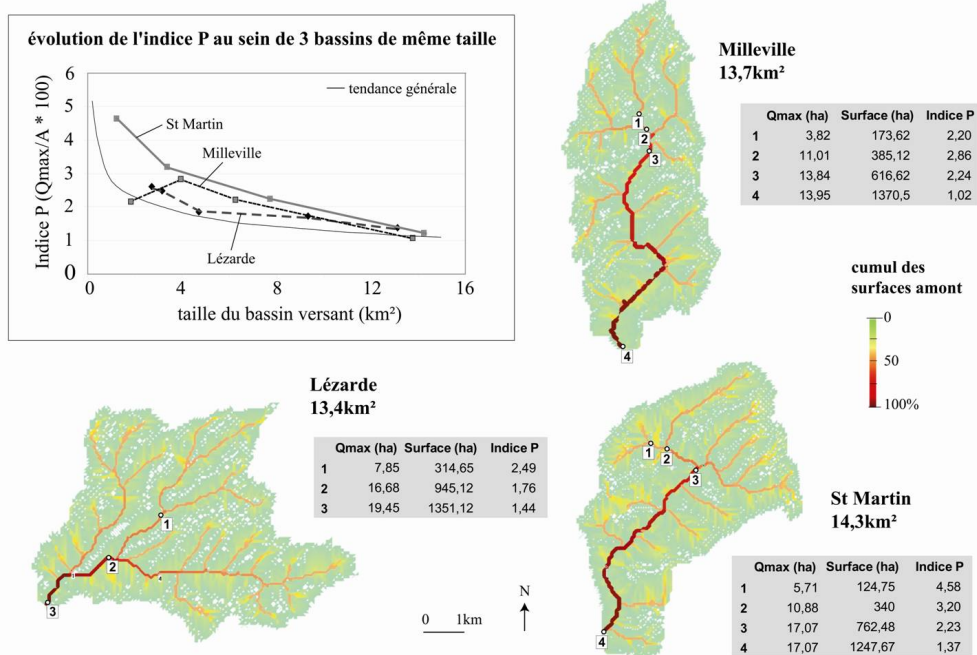 évolution de l'indice P au sein de 3 bassins de même taille
Indice P (Qmax/A * 100)
6
5
4
3
2
1
0
tendance générale
St Martin
Milleville
Lézarde
0 4 8 12 16
taille du bassin versant (km²)
Milleville
13,7km²
Qmax (ha) Surface (ha) Indice P
1 3,82 173,62 2,20
2 11,01 385,12 2,86
3 13,84 616,62 2,24
4 13,95 1370,5 1,02
1
2
3
4
cumul des
surfaces amont
0
50
100%
Lézarde
13,4km²
Qmax (ha) Surface (ha) Indice P
1 7,85 314,65 2,49
2 16,68 945,12 1,76
3 19,45 1351,12 1,44
1
2
3
0 1km
N
1
2
3
4
St Martin
14,3km²
Qmax (ha) Surface (ha) Indice P
1 5,71 124,75 4,58
2 10,88 340 3,20
3 17,07 762,48 2,23
4 17,07 1247,67 1,37